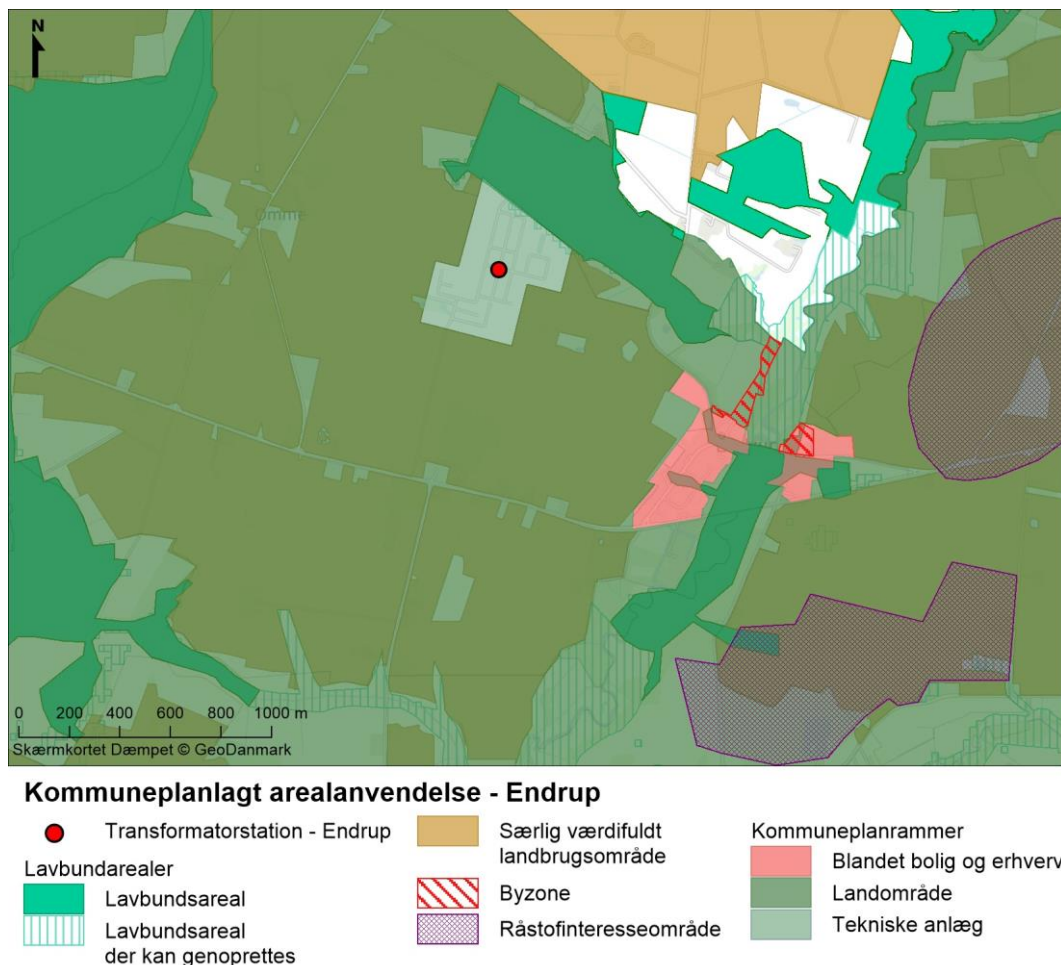 N
Omme
0 200 400 600 800 1000 m
Skærmkortet Dæmpet © GeoDanmark
Kommuneplanlagt arealanvendelse - Endrup
Transformatorstation - Endrup
Lavbundarealer
Lavbundsareal
Lavbundsareal
der kan genoprettes
Særlig værdifuldt
landbrugsområde
Byzone
Råstofinteresseområde
Kommuneplanrammer
Blandet bolig og erhverv
Landområde
Tekniske anlæg